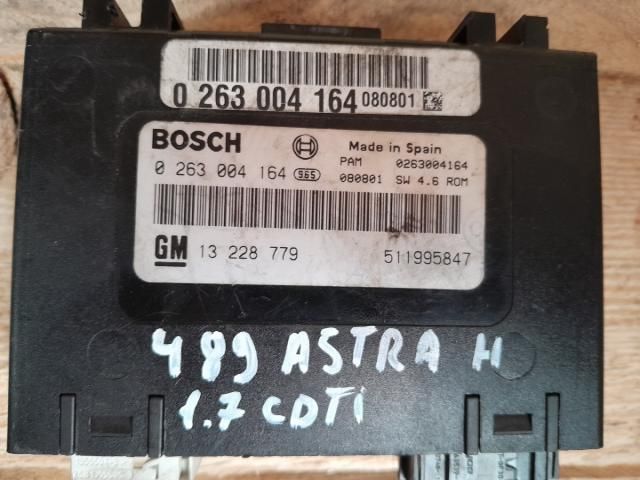 0 263 004 164 080801
BOSCH Made in Spain
0 263 004 164 965 PAM 0263004164
080801 SW 4.6 ROM
GM 13 228 779 511995847
489 ASTRA H
1.7 CDTi